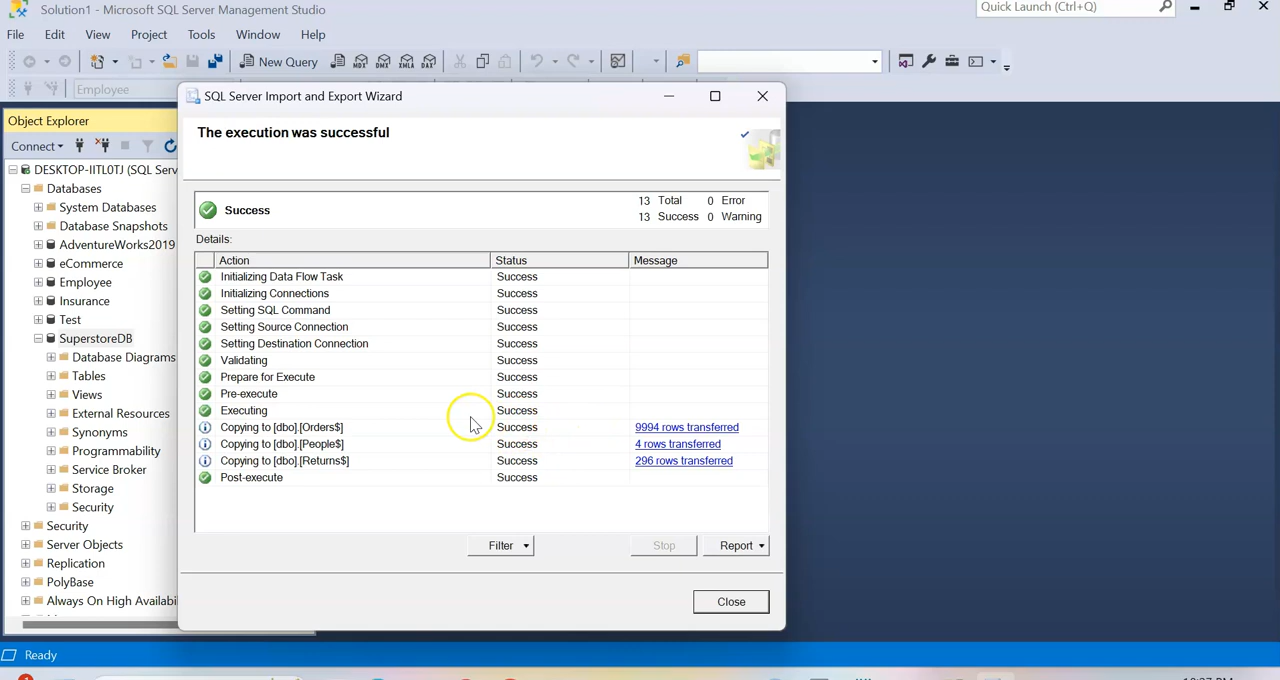 Solution1 - Microsoft SQL Server Management Studio
Quick Launch (Ctrl+Q)
File Edit View Project Tools Window Help
New Query
MDX DMX XMLA DAX
Employee
Object Explorer
Connect
DESKTOP-IITL0TJ (SQL Serv
Databases
System Databases
Database Snapshots
AdventureWorks2019
eCommerce
Employee
Insurance
Test
SuperstoreDB
Database Diagrams
Tables
Views
External Resources
Synonyms
Programmability
Service Broker
Storage
Security
Security
Server Objects
Replication
PolyBase
Always On High Availabi
SQL Server Import and Export Wizard
The execution was successful
Success
13 Total 0 Error
13 Success 0 Warning
Details:
Action Status Message
Initializing Data Flow Task Success
Initializing Connections Success
Setting SQL Command Success
Setting Source Connection Success
Setting Destination Connection Success
Validating Success
Prepare for Execute Success
Pre-execute Success
Executing Success
Copying to [dbo].[Orders$] Success 9994 rows transferred
Copying to [dbo].[People$] Success 4 rows transferred
Copying to [dbo].[Returns$] Success 296 rows transferred
Post-execute Success
Filter Stop Report
Close
Ready